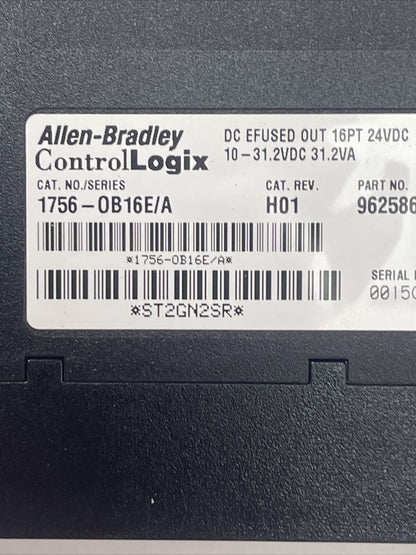 Allen-Bradley
ControlLogix
DC EFUSED OUT 16PT 24VDC
10-31.2VDC 31.2VA
CAT. NO./SERIES CAT. REV. PART NO.
1756-OB16E/A H01 962586
*1756-OB16E/A*
SERIAL
*ST2GN2SR* 0015